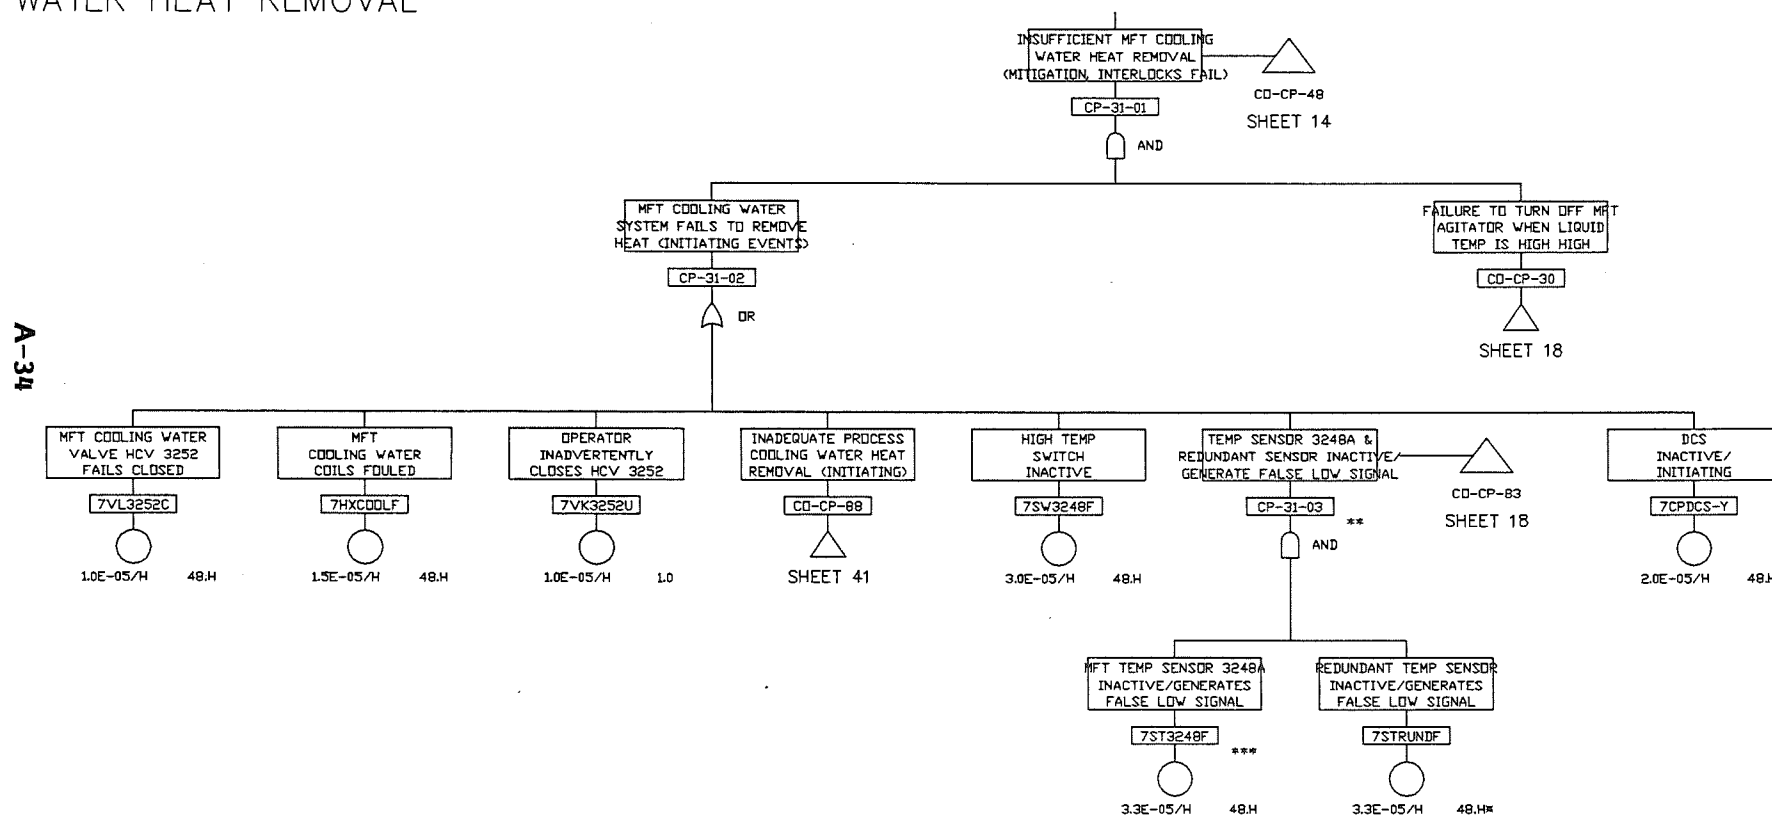 WATER HEAT REMOVAL
INSUFFICIENT MFT COOLING
WATER HEAT REMOVAL
(MITIGATION, INTERLOCKS FAIL)
CP-31-01
AND
CO-CP-48
SHEET 14
MFT COOLING WATER
SYSTEM FAILS TO REMOVE
HEAT (INITIATING EVENTS)
CP-31-02
OR
FAILURE TO TURN OFF MFT
AGITATOR WHEN LIQUID
TEMP IS HIGH HIGH
CO-CP-30
SHEET 18
A-34
MFT COOLING WATER
VALVE HCV 3252
FAILS CLOSED
7VL3252C
1.0E-05/H 48.H
MFT
COOLING WATER
COILS FOULED
7HXCOOLF
1.5E-05/H 48.H
OPERATOR
INADVERTENTLY
CLOSES HCV 3252
7VK3252U
1.0E-05/H 1.0
INADEQUATE PROCESS
COOLING WATER HEAT
REMOVAL (INITIATING)
CO-CP-88
SHEET 41
HIGH TEMP
SWITCH
INACTIVE
7SW3248F
3.0E-05/H 48.H
TEMP SENSOR 3248A &
REDUNDANT SENSOR INACTIVE/
GENERATE FALSE LOW SIGNAL
CP-31-03
**
AND
CO-CP-83
SHEET 18
DCS
INACTIVE/
INITIATING
7CPDCS-Y
2.0E-05/H 48.H
MFT TEMP SENSOR 3248A
INACTIVE/GENERATES
FALSE LOW SIGNAL
7ST3248F
***
3.3E-05/H 48.H
REDUNDANT TEMP SENSOR
INACTIVE/GENERATES
FALSE LOW SIGNAL
7STRUNDF
3.3E-05/H 48.H*